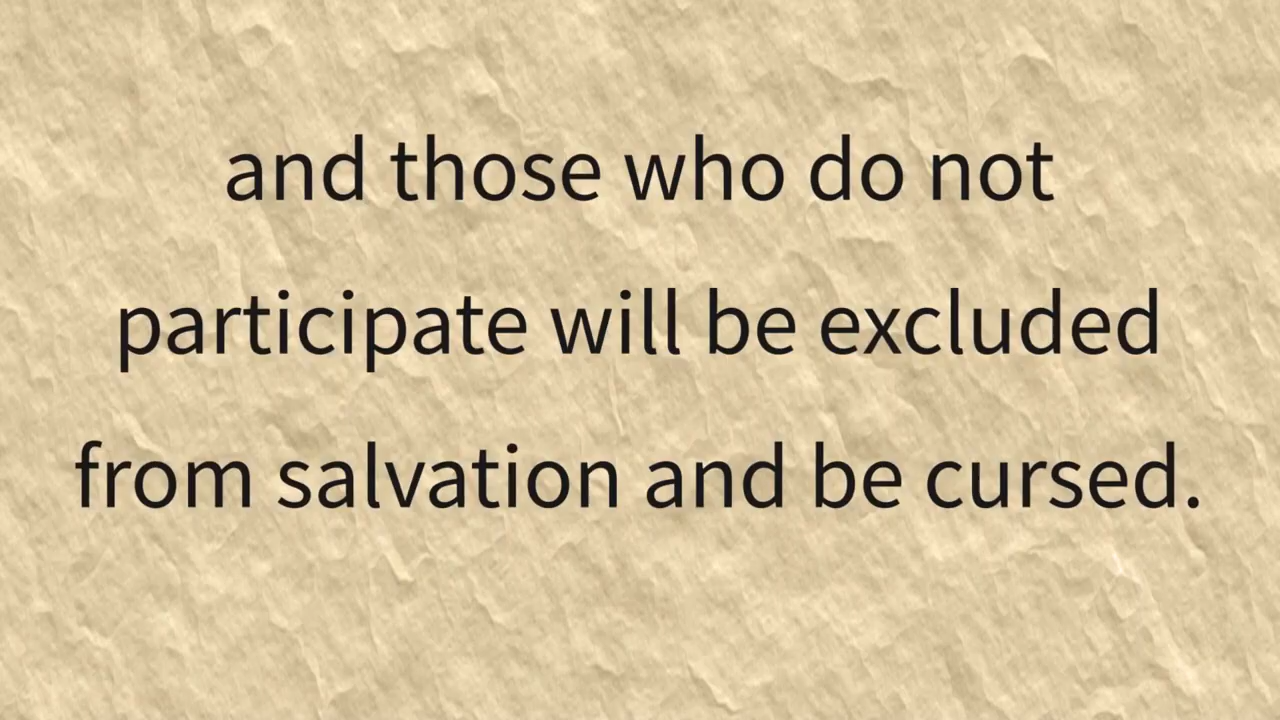 and those who do not
participate will be excluded
from salvation and be cursed.